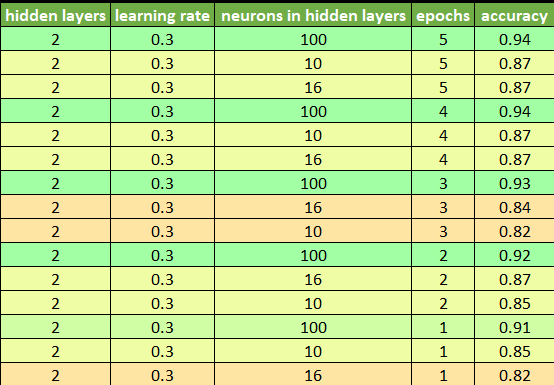 hidden layers learning rate neurons in hidden layers epochs accuracy
2 0.3 100 5 0.94
2 0.3 10 5 0.87
2 0.3 16 5 0.87
2 0.3 100 4 0.94
2 0.3 10 4 0.87
2 0.3 16 4 0.87
2 0.3 100 3 0.93
2 0.3 16 3 0.84
2 0.3 10 3 0.82
2 0.3 100 2 0.92
2 0.3 16 2 0.87
2 0.3 10 2 0.85
2 0.3 100 1 0.91
2 0.3 10 1 0.85
2 0.3 16 1 0.82